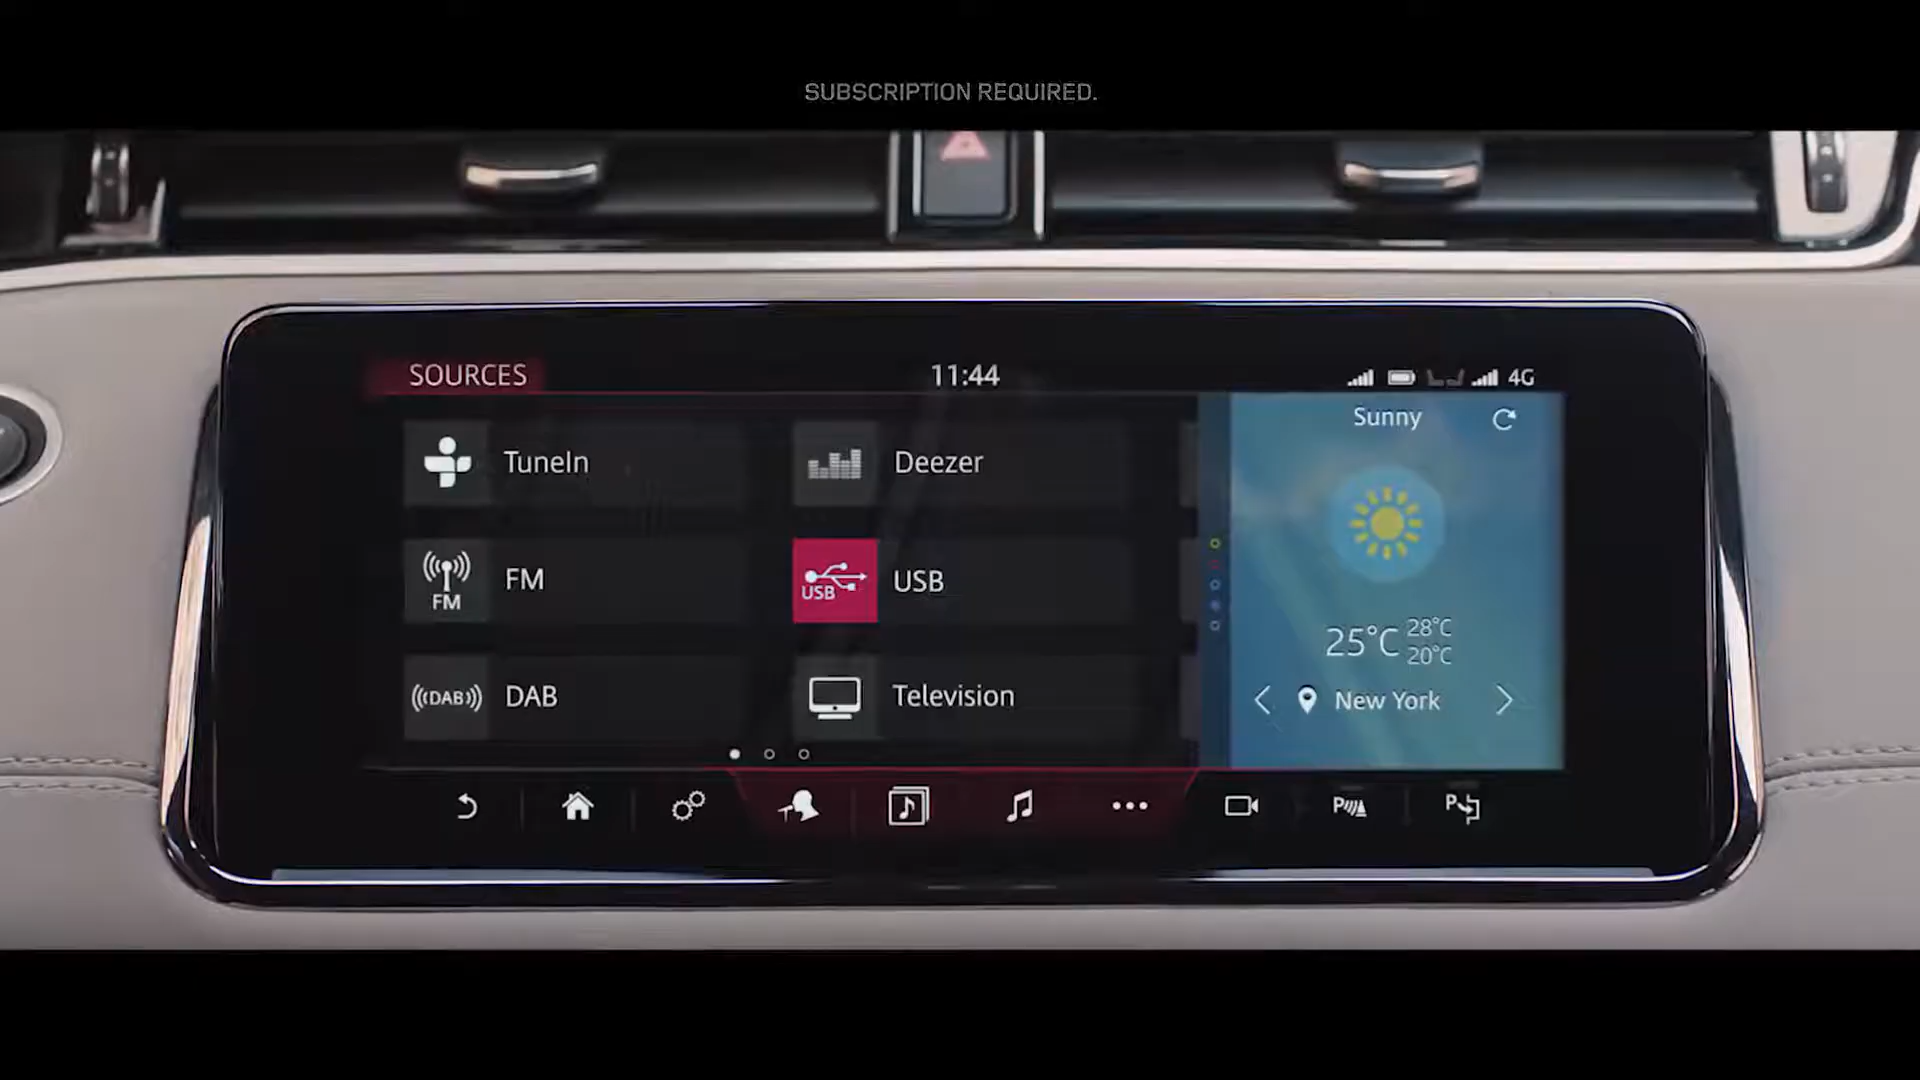 SUBSCRIPTION REQUIRED.
SOURCES
11:44
4G
TuneIn
Deezer
Sunny
FM
FM
USB
USB
25°C
28°C
20°C
DAB
DAB
Television
New York
P
P